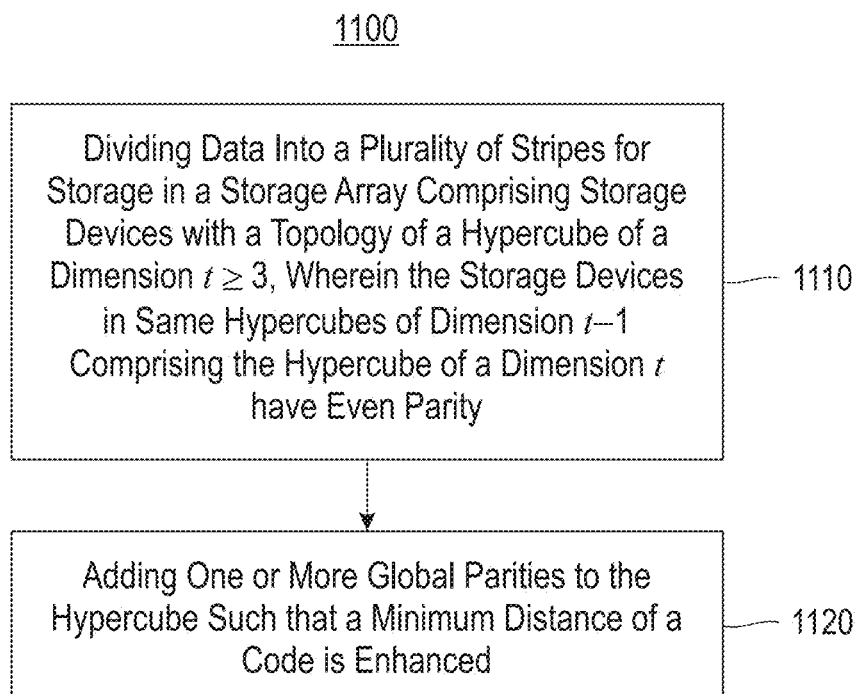 1100
Dividing Data Into a Plurality of Stripes for
Storage in a Storage Array Comprising Storage
Devices with a Topology of a Hypercube of a
Dimension t ≥ 3, Wherein the Storage Devices
in Same Hypercubes of Dimension t–1
Comprising the Hypercube of a Dimension t
have Even Parity
1110
Adding One or More Global Parities to the
Hypercube Such that a Minimum Distance of a
Code is Enhanced
1120